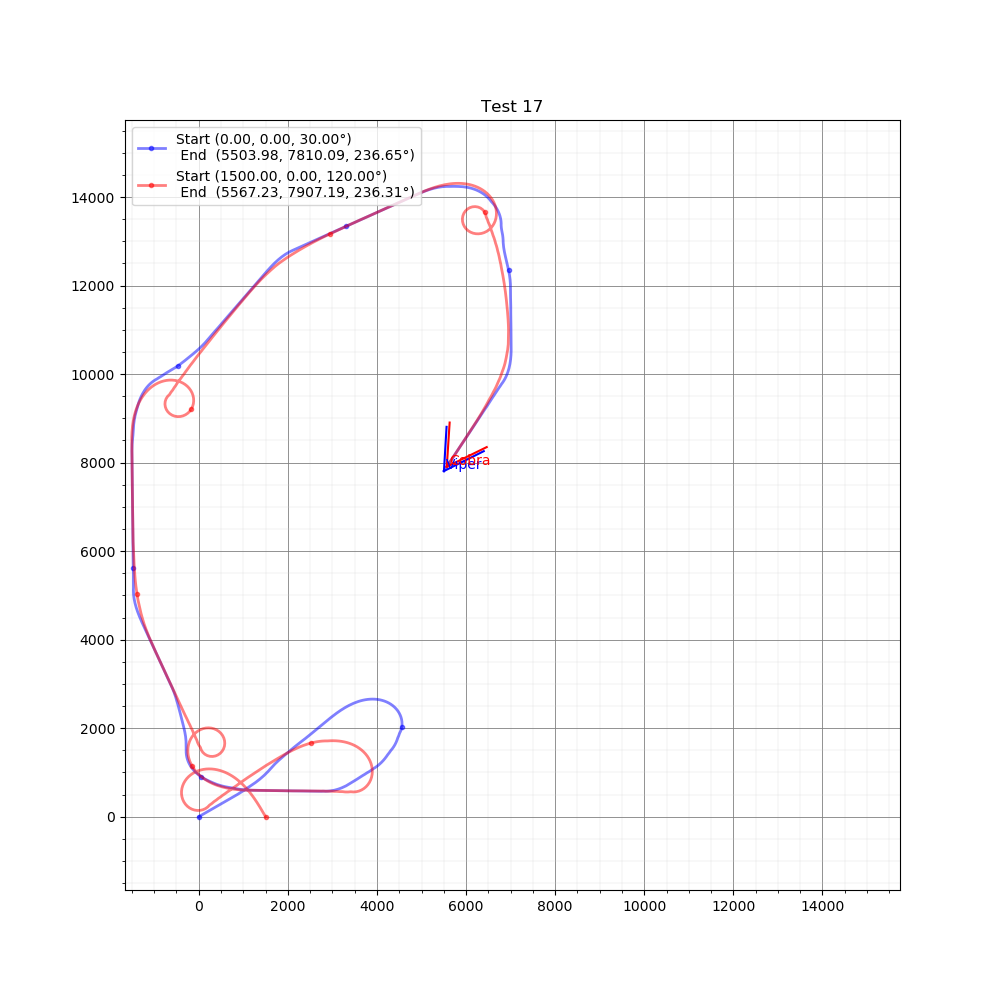 Test 17
Start (0.00, 0.00, 30.00°)
End (5503.98, 7810.09, 236.65°)
Start (1500.00, 0.00, 120.00°)
End (5567.23, 7907.19, 236.31°)
14000
12000
10000
8000
6000
4000
2000
0
0 2000 4000 6000 8000 10000 12000 14000